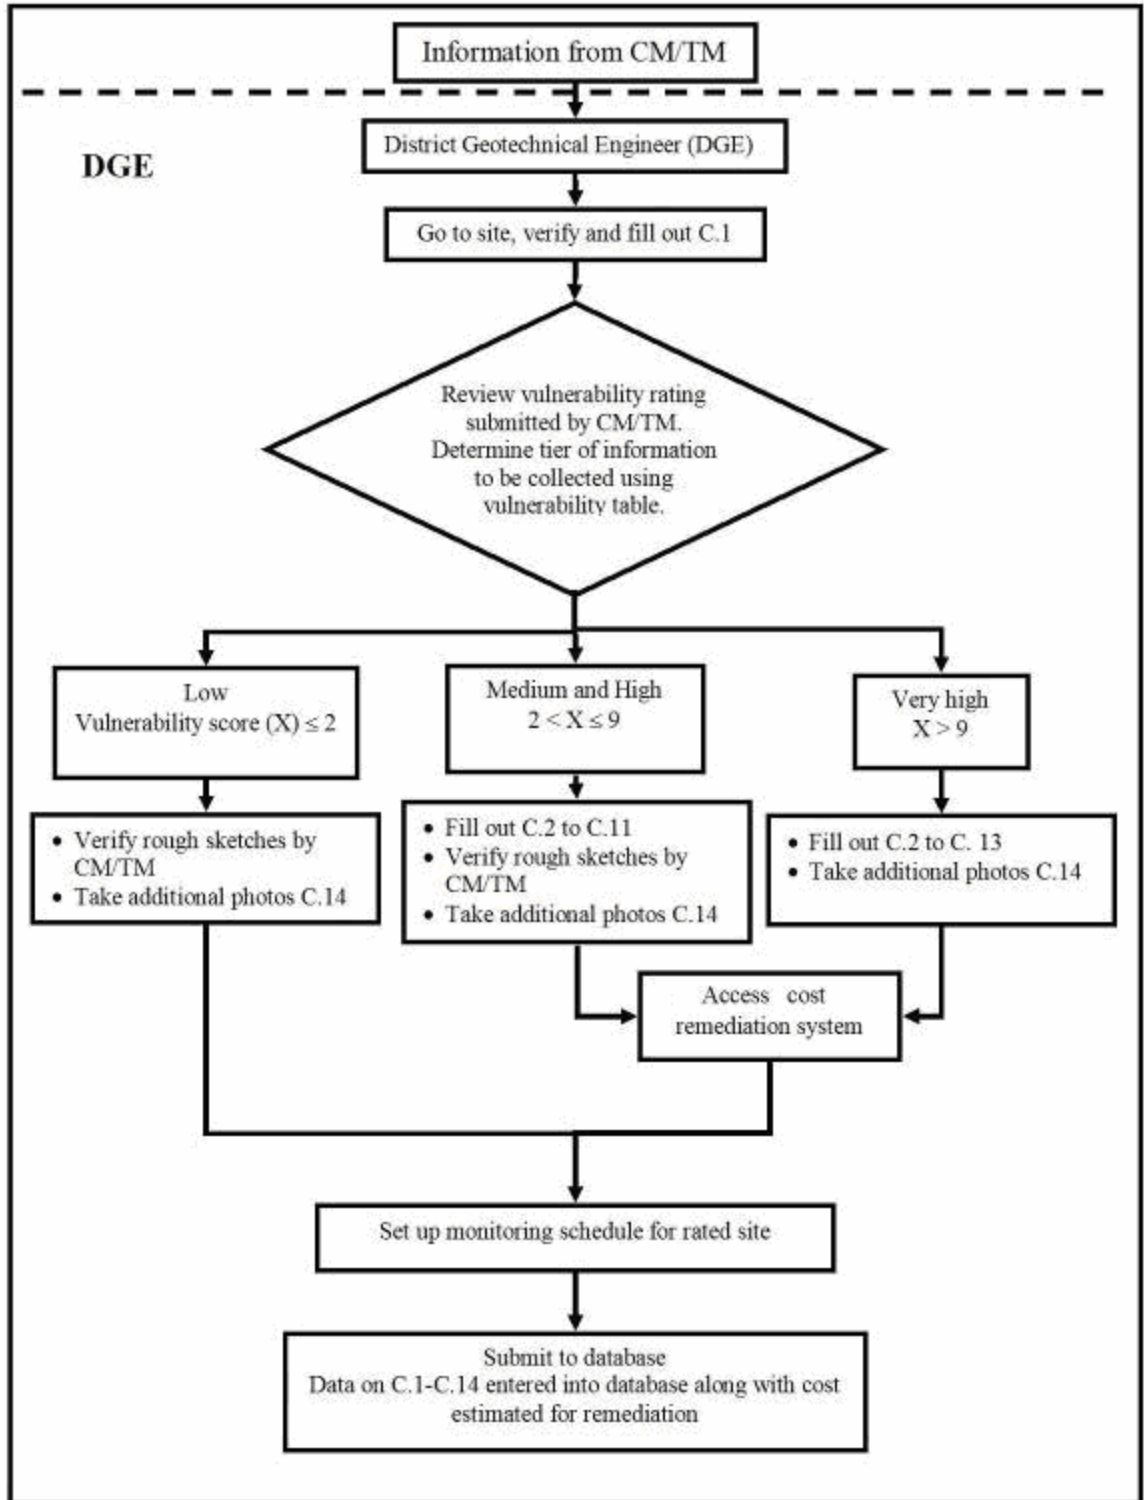 Information from CM/TM
DGE
District Geotechnical Engineer (DGE)
Go to site, verify and fill out C.1
Review vulnerability rating
submitted by CM/TM.
Determine tier of information
to be collected using
vulnerability table.
Low
Vulnerability score (X) ≤ 2
Medium and High
2 < X ≤ 9
Very high
X > 9
• Verify rough sketches by
CM/TM
• Take additional photos C.14
• Fill out C.2 to C.11
• Verify rough sketches by
CM/TM
• Take additional photos C.14
• Fill out C.2 to C. 13
• Take additional photos C.14
Access cost
remediation system
Set up monitoring schedule for rated site
Submit to database
Data on C.1-C.14 entered into database along with cost
estimated for remediation